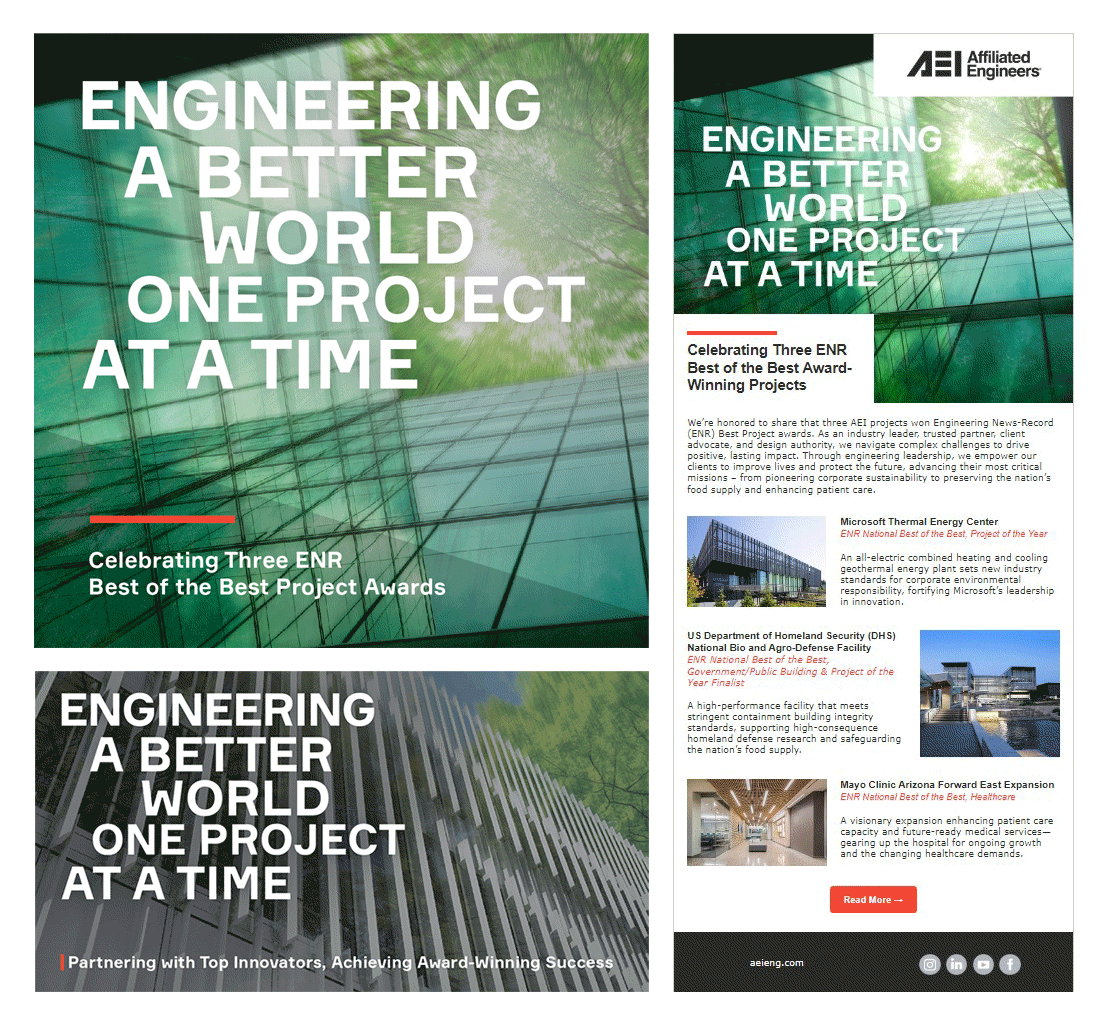 ENGINEERING
A BETTER
WORLD
ONE PROJECT
AT A TIME
Celebrating Three ENR
Best of the Best Project Awards
ENGINEERING
A BETTER
WORLD
ONE PROJECT
AT A TIME
Partnering with Top Innovators, Achieving Award-Winning Success
AEI Affiliated
Engineers
ENGINEERING
A BETTER
WORLD
ONE PROJECT
AT A TIME
Celebrating Three ENR
Best of the Best Award-
Winning Projects
We’re honored to share that three AEI projects won Engineering News-Record
(ENR) Best Project awards. As an industry leader, trusted partner, client
advocate, and design authority, we navigate complex challenges to drive
positive, lasting impact. Through engineering leadership, we empower our
clients to improve lives and protect the future, advancing their most critical
missions – from pioneering corporate sustainability to preserving the nation’s
food supply and enhancing patient care.
Microsoft Thermal Energy Center
ENR National Best of the Best, Project of the Year
An all-electric combined heating and cooling
geothermal energy plant sets new industry
standards for corporate environmental
responsibility, fortifying Microsoft’s leadership
in innovation.
US Department of Homeland Security (DHS)
National Bio and Agro-Defense Facility
ENR National Best of the Best,
Government/Public Building & Project of the
Year Finalist
A high-performance facility that meets
stringent containment building integrity
standards, supporting high-consequence
homeland defense research and safeguarding
the nation’s food supply.
Mayo Clinic Arizona Forward East Expansion
ENR National Best of the Best, Healthcare
A visionary expansion enhancing patient care
capacity and future-ready medical services—
gearing up the hospital for ongoing growth
and the changing healthcare demands.
Read More →
aeieng.com